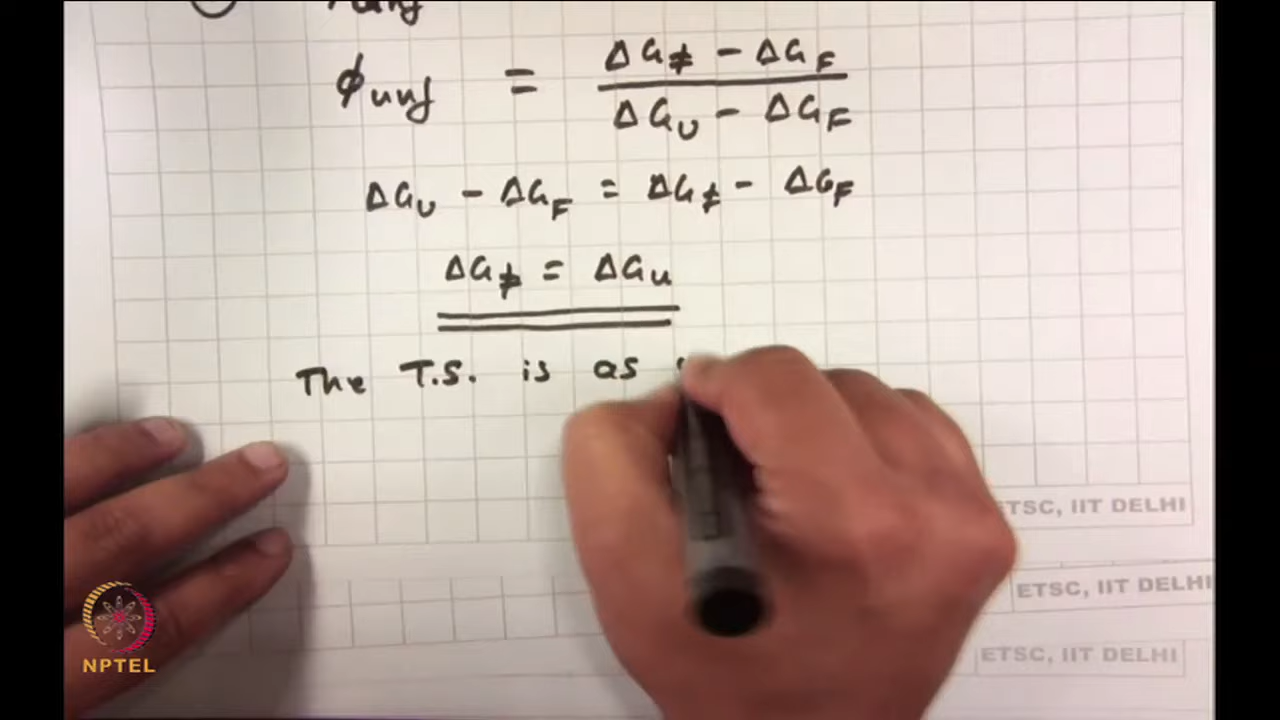 ϕunf = ΔG‡ - ΔGF / ΔGU - ΔGF
ΔGU - ΔGF = ΔG‡ - ΔGF
ΔG‡ = ΔGU
The T.S. is as
ETSC, IIT DELHI
ETSC, IIT DELHI
ETSC, IIT DELHI
NPTEL